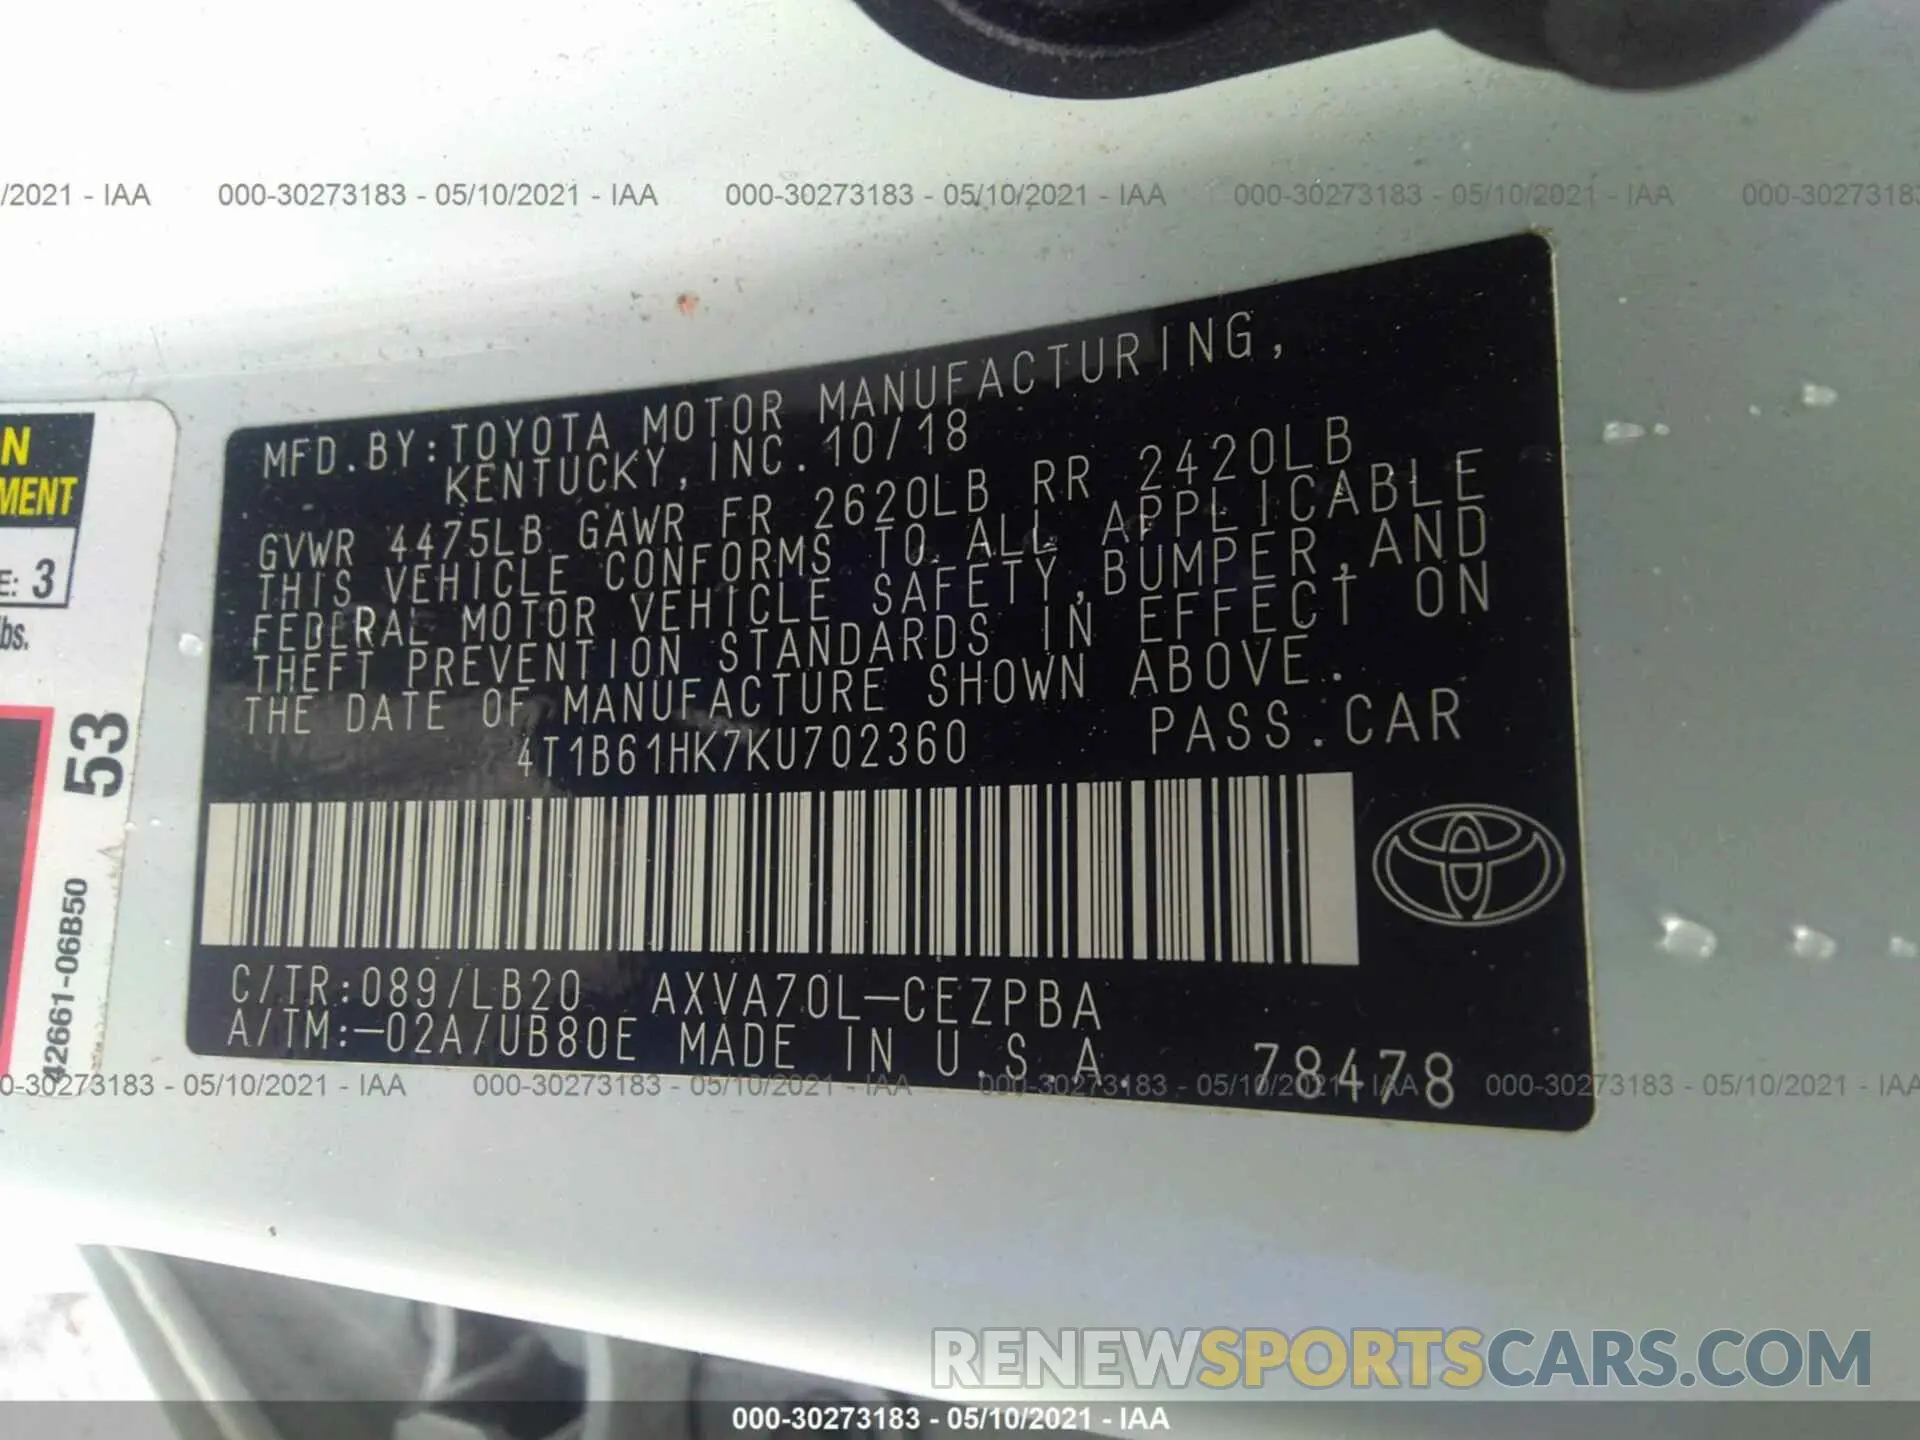 /2021 - IAA 000-30273183 - 05/10/2021 - IAA 000-30273183 - 05/10/2021 - IAA 000-30273183 - 05/10/2021 - IAA 000-3027318
MFD.BY:TOYOTA MOTOR MANUFACTURING,
KENTUCKY,INC.10/18
GVWR 4475LB GAWR FR 2620LB RR 2420LB
THIS VEHICLE CONFORMS TO ALL APPLICABLE
FEDERAL MOTOR VEHICLE SAFETY,BUMPER,AND
THEFT PREVENTION STANDARDS IN EFFECT ON
THE DATE OF MANUFACTURE SHOWN ABOVE.
4T1B61HK7KU702360 PASS.CAR
C/TR:089/LB20 AXVA70L-CEZPBA
A/TM:-02A/UB80E MADE IN U.S.A. 78478
N
MENT
E: 3
lbs.
53
42661-06B50
0-30273183 - 05/10/2021 - IAA 000-30273183 - 05/10/2021 - IAA 000-30273183 - 05/10/2021 - IAA 000-30273183 - 05/10/2021 - IAA
RENEWSPORTSCARS.COM
000-30273183 - 05/10/2021 - IAA